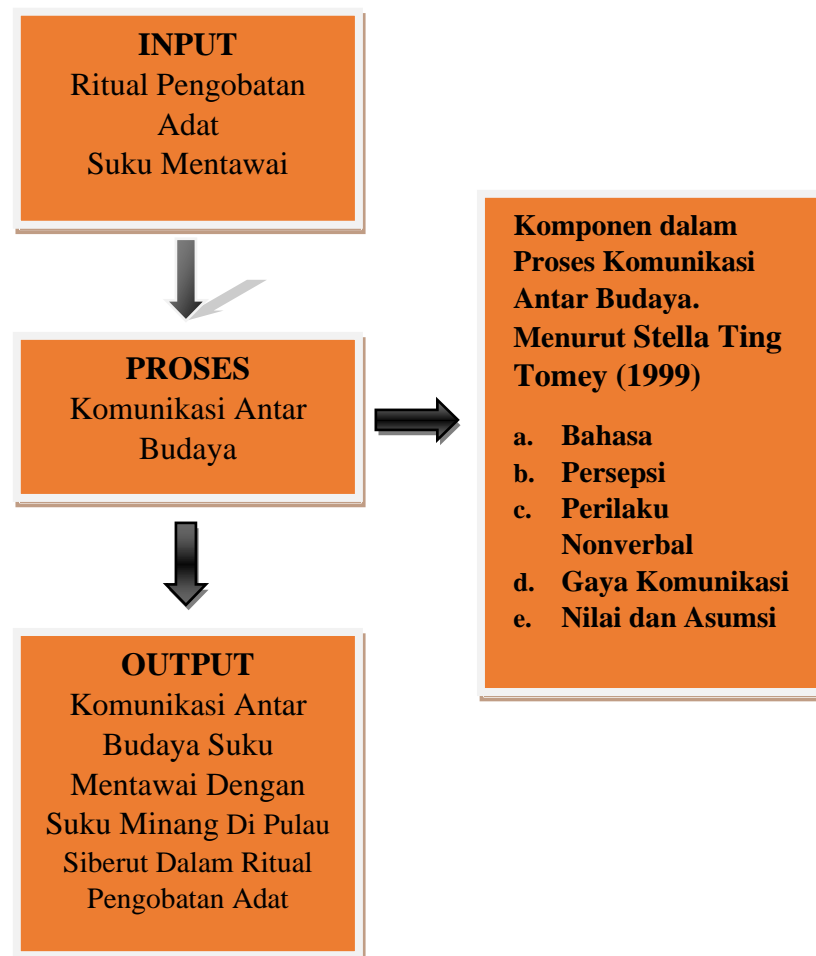 INPUT
Ritual Pengobatan
Adat
Suku Mentawai
PROSES
Komunikasi Antar
Budaya
Komponen dalam
Proses Komunikasi
Antar Budaya.
Menurut Stella Ting
Tomey (1999)
a. Bahasa
b. Persepsi
c. Perilaku
Nonverbal
d. Gaya Komunikasi
e. Nilai dan Asumsi
OUTPUT
Komunikasi Antar
Budaya Suku
Mentawai Dengan
Suku Minang Di Pulau
Siberut Dalam Ritual
Pengobatan Adat